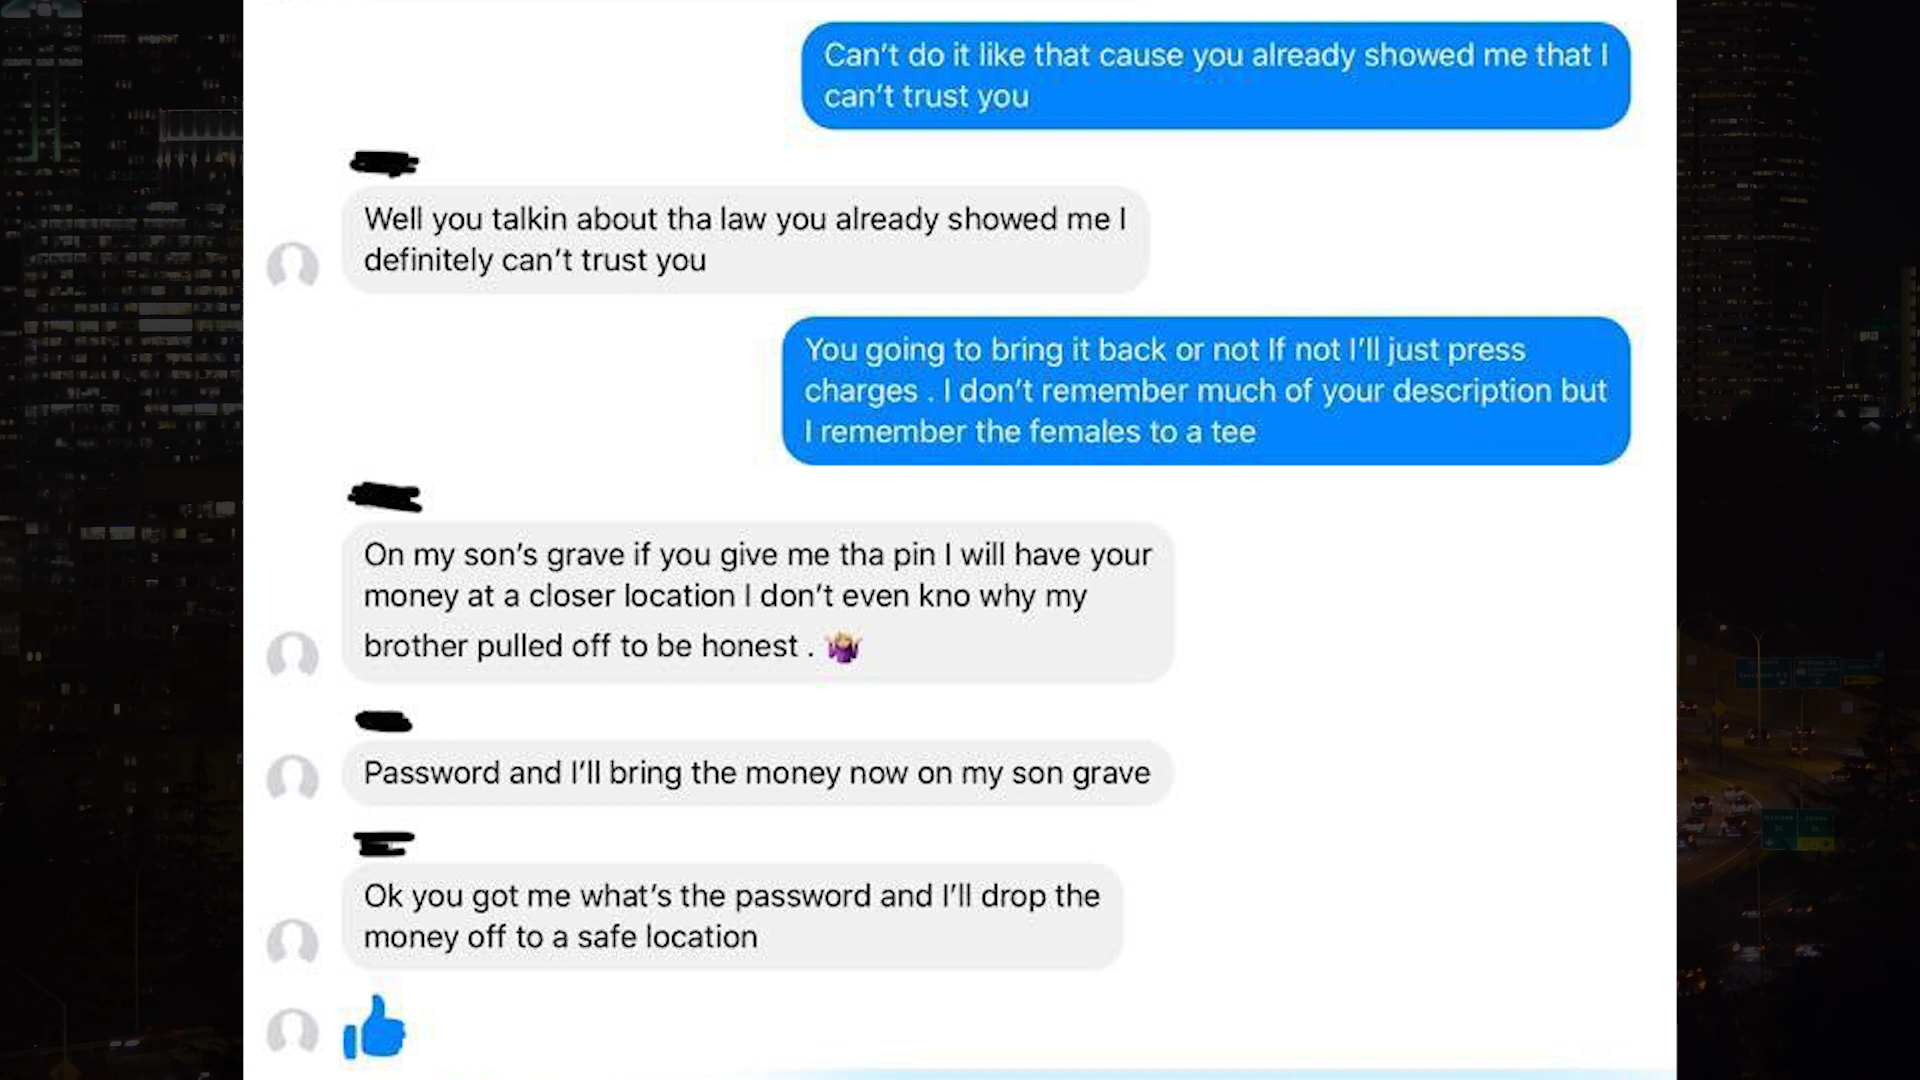 Can't do it like that cause you already showed me that I
can't trust you
Well you talkin about tha law you already showed me I
definitely can't trust you
You going to bring it back or not If not I'll just press
charges . I don't remember much of your description but
I remember the females to a tee
On my son's grave if you give me tha pin I will have your
money at a closer location I don't even kno why my
brother pulled off to be honest . 🤷‍♀️
Password and I'll bring the money now on my son grave
Ok you got me what's the password and I'll drop the
money off to a safe location